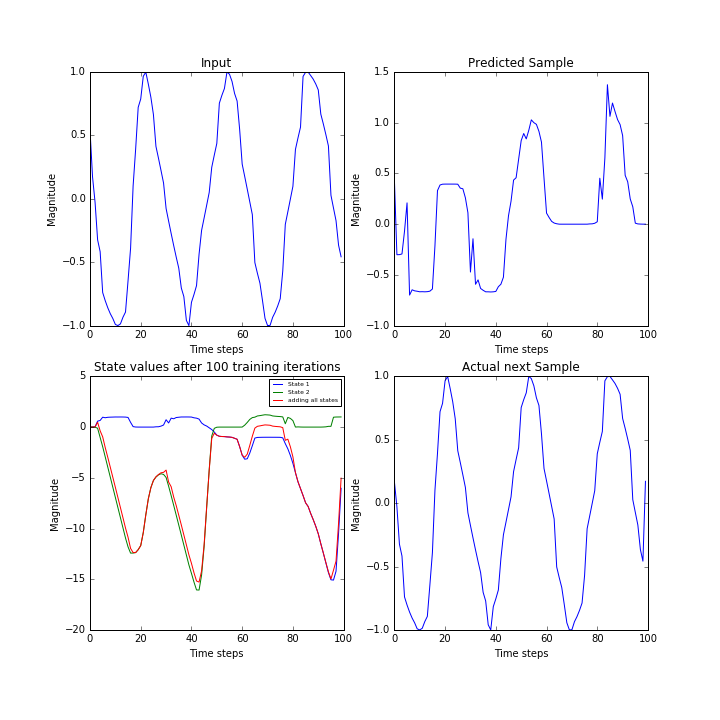 Input
1.0
0.5
0.0
−0.5
−1.0
Magnitude
0 20 40 60 80 100
Time steps
Predicted Sample
1.5
1.0
0.5
0.0
−0.5
−1.0
Magnitude
0 20 40 60 80 100
Time steps
State values after 100 training iterations
5
0
−5
−10
−15
−20
Magnitude
State 1
State 2
adding all states
0 20 40 60 80 100
Time steps
Actual next Sample
1.0
0.5
0.0
−0.5
−1.0
Magnitude
0 20 40 60 80 100
Time steps